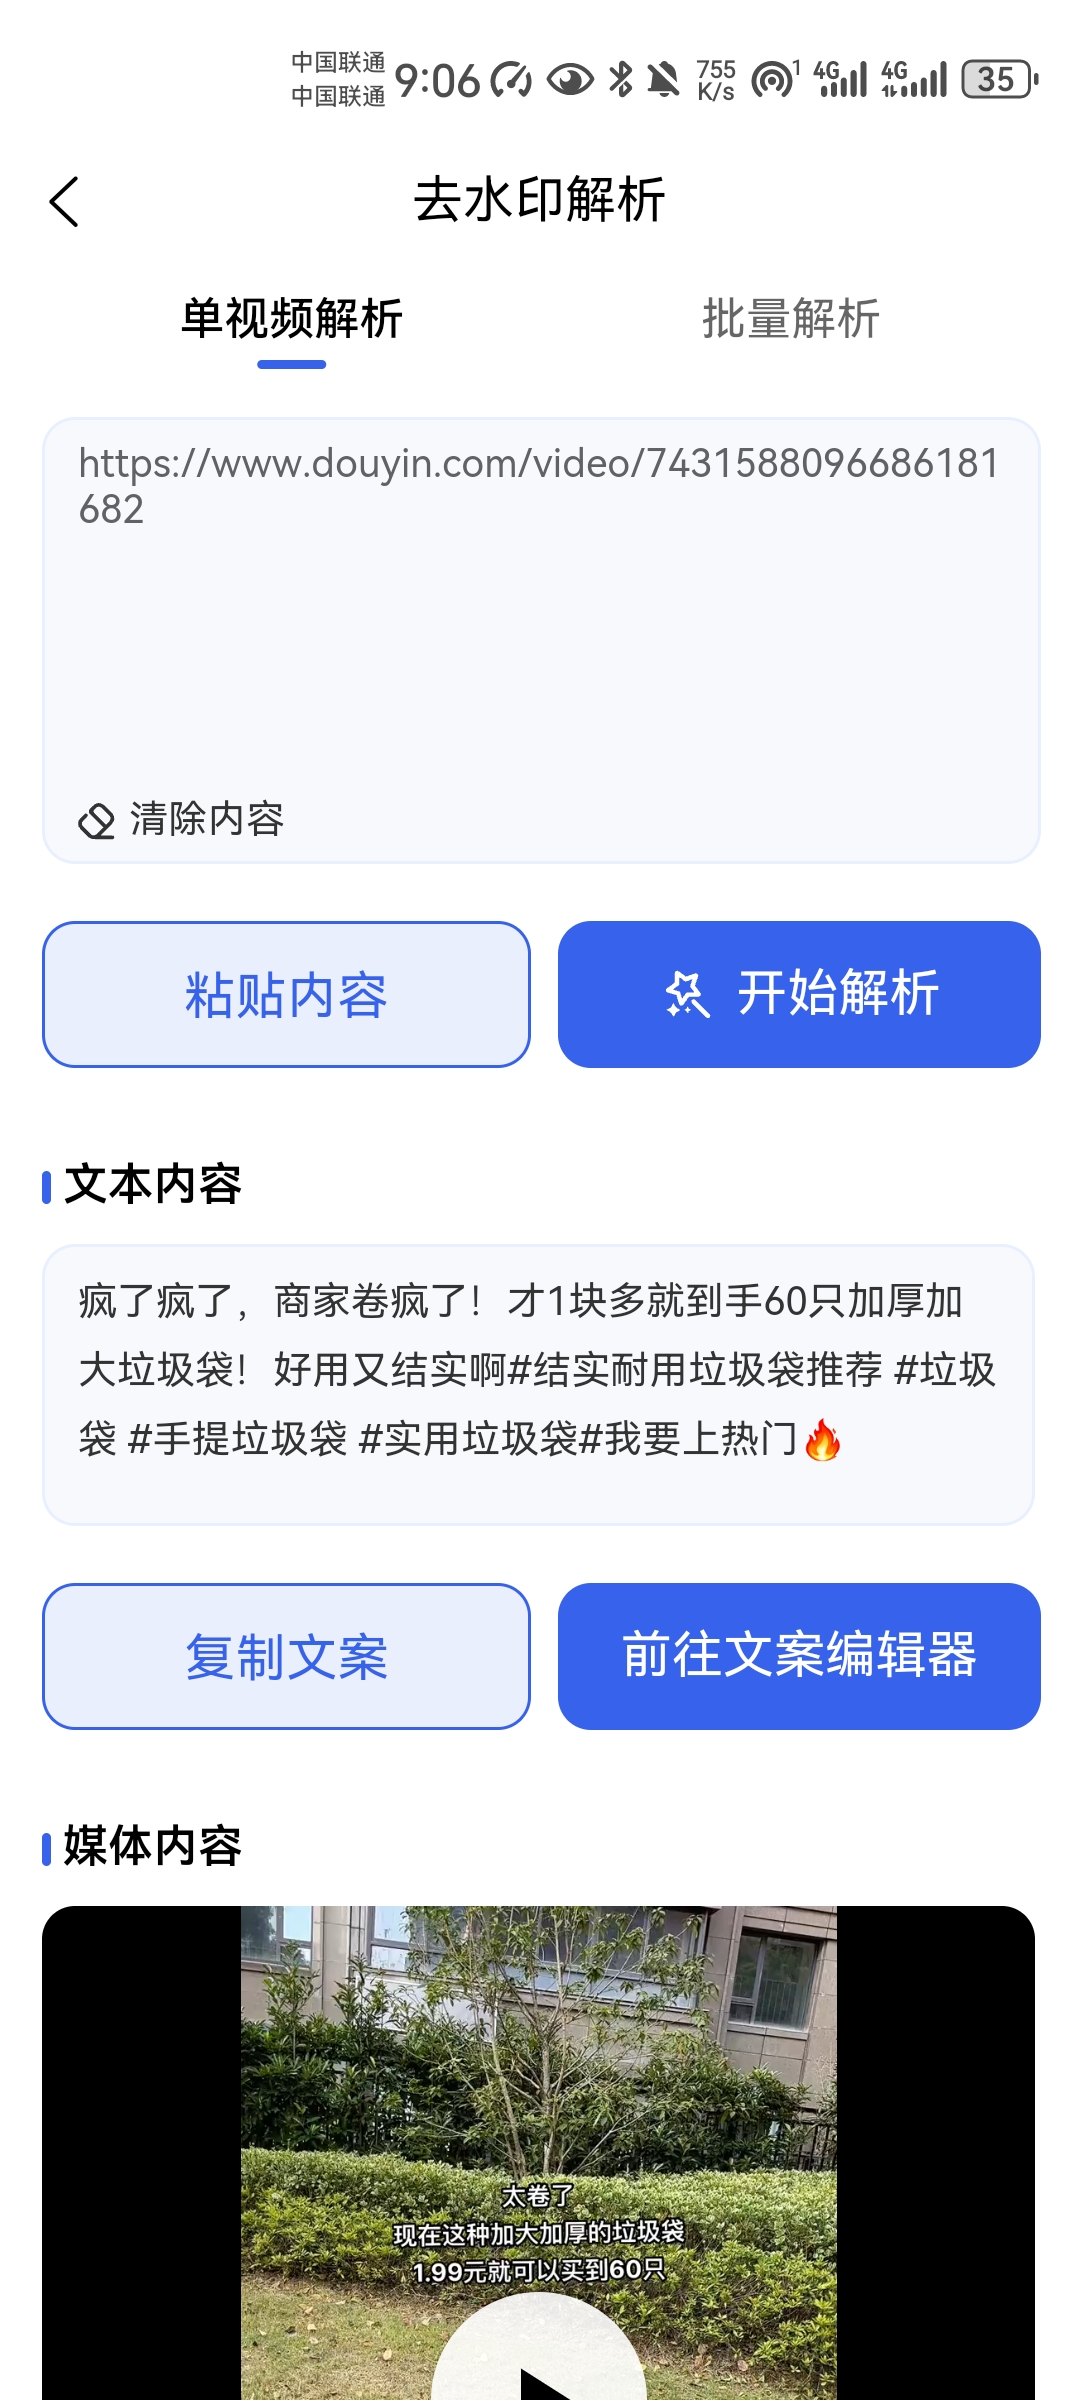 中国联通
中国联通
9:06
755
K/s
1
4G
4G
35
去水印解析
单视频解析
批量解析
https://www.douyin.com/video/7431588096686181
682
清除内容
粘贴内容
开始解析
文本内容
疯了疯了，商家卷疯了！才1块多就到手60只加厚加
大垃圾袋！好用又结实啊#结实耐用垃圾袋推荐 #垃圾
袋 #手提垃圾袋 #实用垃圾袋#我要上热门🔥
复制文案
前往文案编辑器
媒体内容
太卷了
现在这种加大加厚的垃圾袋
1.99元就可以买到60只